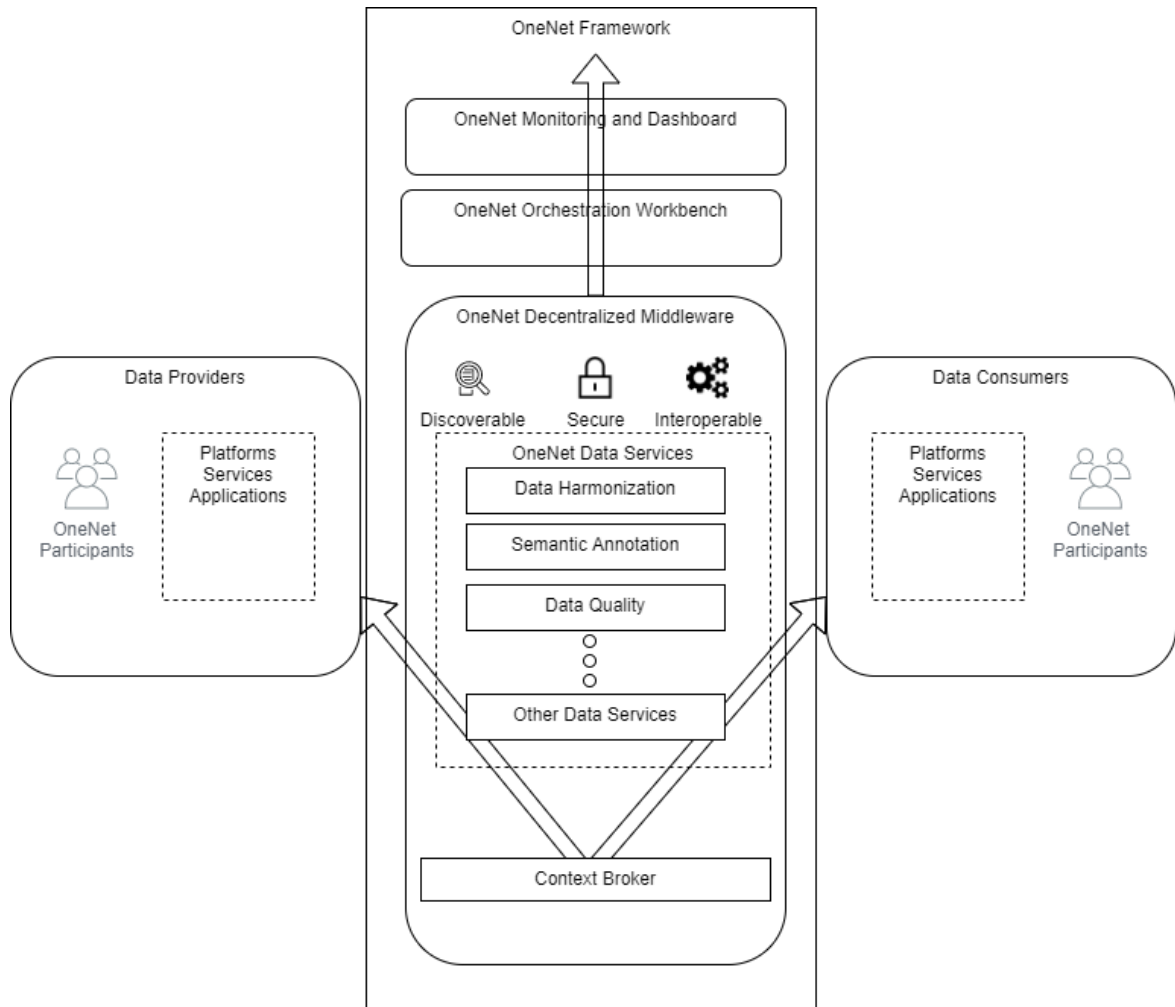 OneNet Framework
OneNet Monitoring and Dashboard
OneNet Orchestration Workbench
OneNet Decentralized Middleware
Discoverable
Secure
Interoperable
OneNet Data Services
Data Harmonization
Semantic Annotation
Data Quality
Other Data Services
Context Broker
Data Providers
OneNet
Participants
Platforms
Services
Applications
Data Consumers
Platforms
Services
Applications
OneNet
Participants